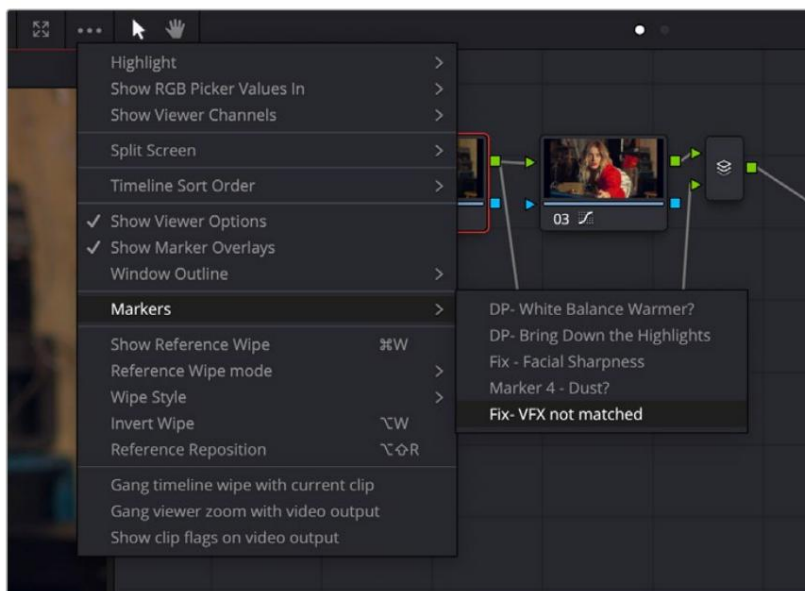 Highlight
Show RGB Picker Values In
Show Viewer Channels
Split Screen
Timeline Sort Order
Show Viewer Options
Show Marker Overlays
Window Outline
Markers
Show Reference Wipe ⌘W
Reference Wipe mode
Wipe Style
Invert Wipe ⌥W
Reference Reposition ⌥⇧R
Gang timeline wipe with current clip
Gang viewer zoom with video output
Show clip flags on video output
03
DP- White Balance Warmer?
DP- Bring Down the Highlights
Fix - Facial Sharpness
Marker 4 - Dust?
Fix- VFX not matched